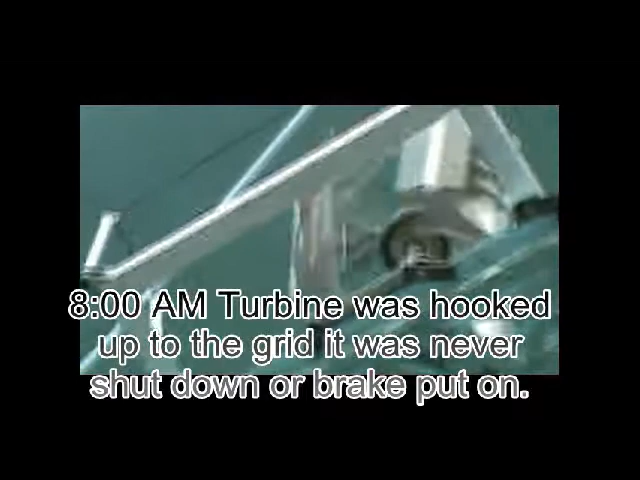 8:00 AM Turbine was hooked
up to the grid it was never
shut down or brake put on.